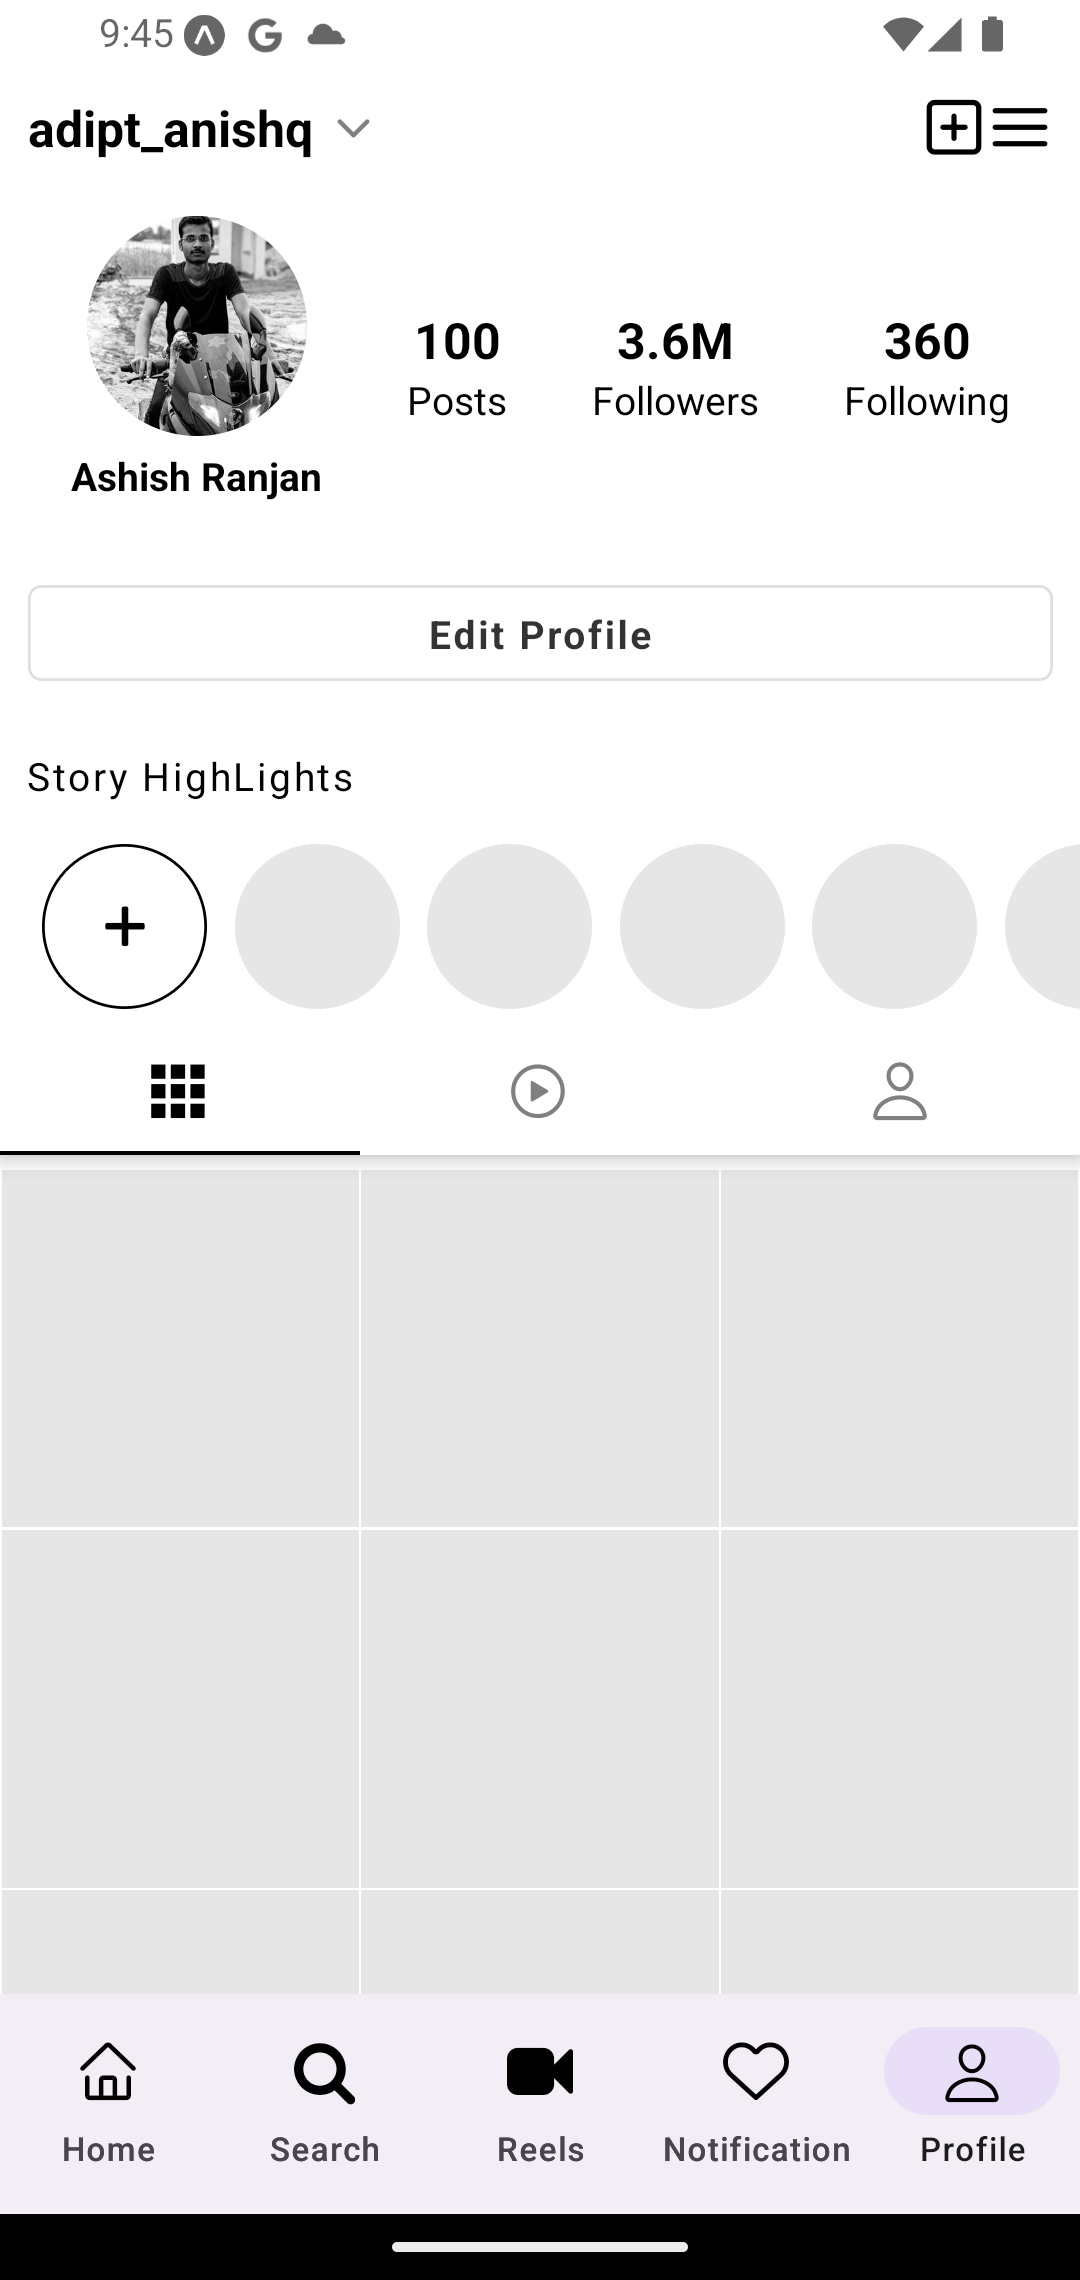 9:45
adipt_anishq
100 3.6M 360
Posts Followers Following
Ashish Ranjan
Edit Profile
Story HighLights
Home Search Reels Notification Profile